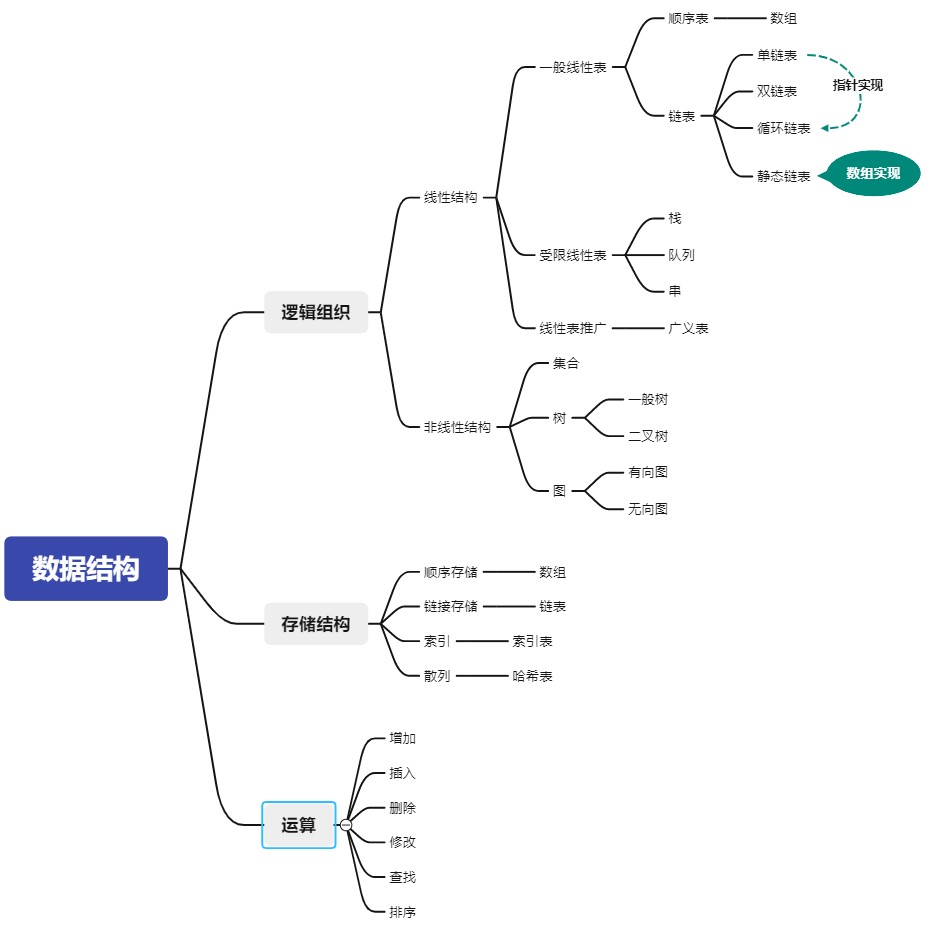 数据结构
逻辑组织
线性结构
一般线性表
顺序表
数组
链表
单链表
双链表
循环链表
指针实现
静态链表
数组实现
受限线性表
栈
队列
串
线性表推广
广义表
非线性结构
集合
树
一般树
二叉树
图
有向图
无向图
存储结构
顺序存储
数组
链接存储
链表
索引
索引表
散列
哈希表
运算
增加
插入
删除
修改
查找
排序